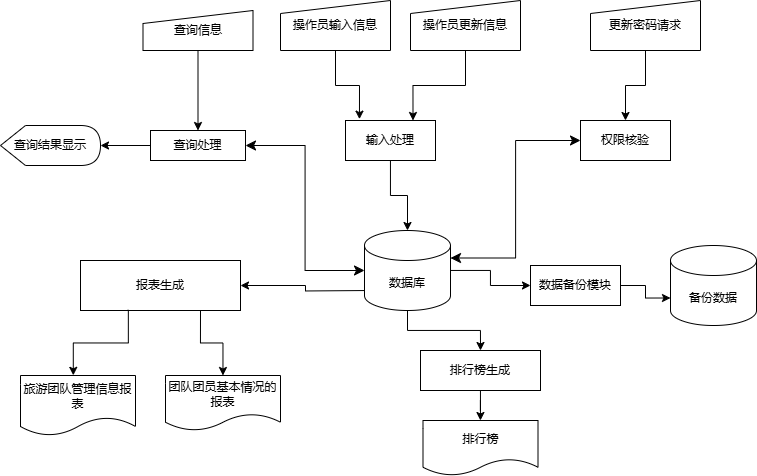 查询信息
操作员输入信息
操作员更新信息
更新密码请求
查询结果显示
查询处理
输入处理
权限核验
报表生成
数据库
数据备份模块
备份数据
旅游团队管理信息报
表
团队团员基本情况的
报表
排行榜生成
排行榜